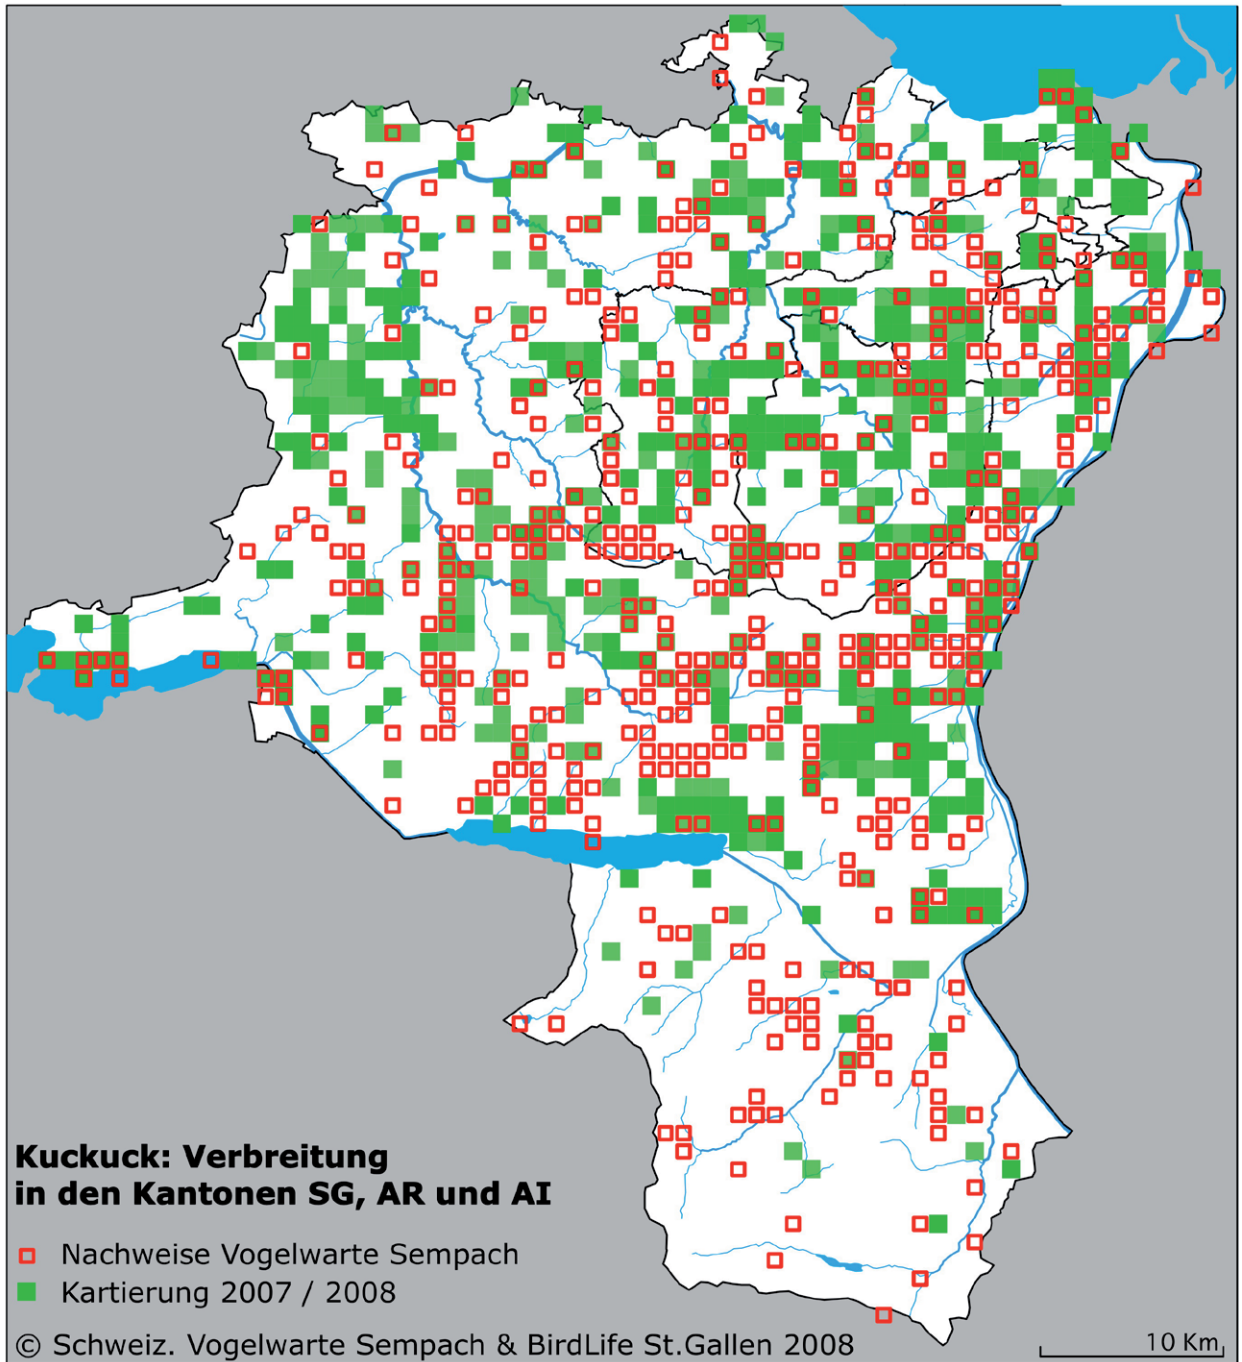 Kuckuck: Verbreitung
in den Kantonen SG, AR und AI
Nachweise Vogelwarte Sempach
Kartierung 2007 / 2008
© Schweiz. Vogelwarte Sempach & BirdLife St.Gallen 2008
10 Km